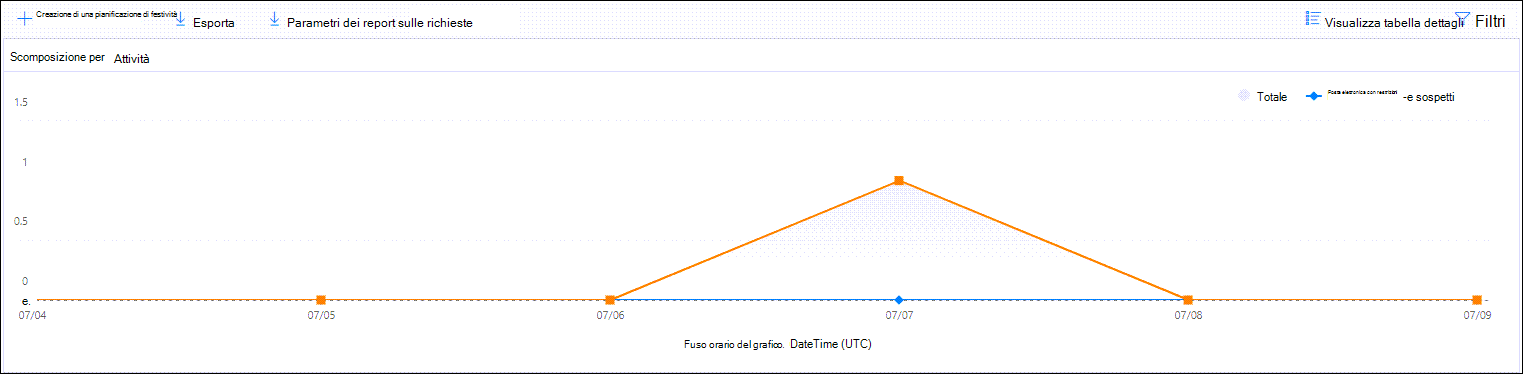 Creazione di una pianificazione di festività Esporta Parametri dei report sulle richieste Visualizza tabella dettagli Filtri
Scomposizione per Attività
Totale Posta elettronica con restrizioni -e sospetti
1.5
1
0.5
0
e.
07/04 07/05 07/06 07/07 07/08 07/09
Fuso orario del grafico. DateTime (UTC)